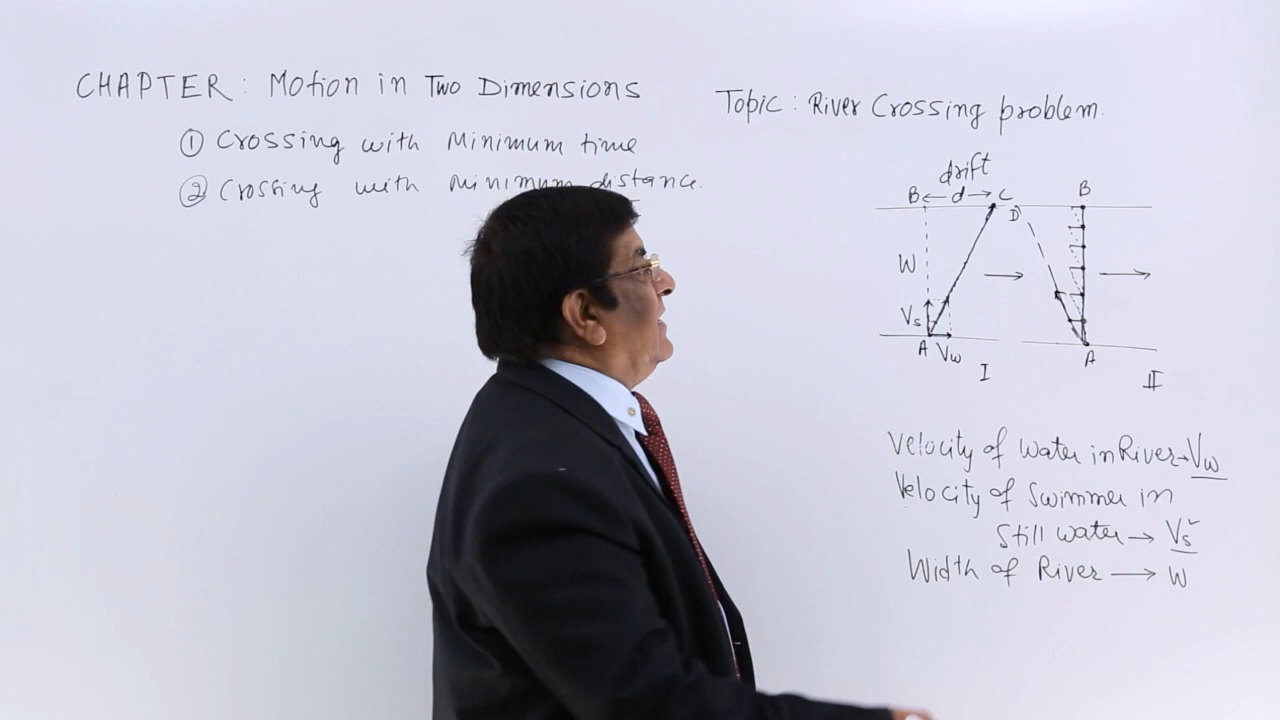 CHAPTER: Motion in Two Dimensions
① Crossing with Minimum time
② Crossing with Minimum distance.
Topic: River Crossing problem.
drift
B d C
W
Vs
A Vw
I
D B
A
II
Velocity of water in River → Vw
Velocity of Swimmer in
Still water → Vs
Width of River → W